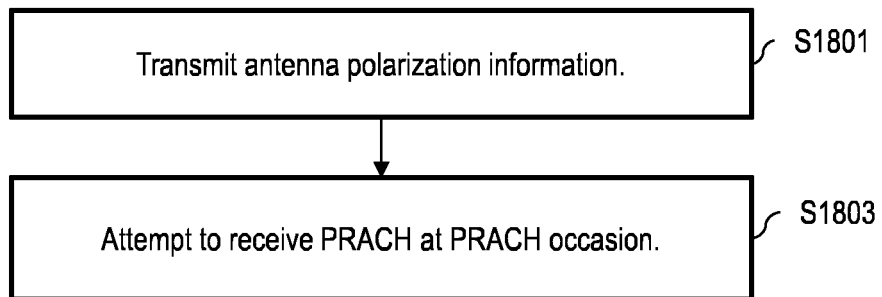 Transmit antenna polarization information.
S1801
Attempt to receive PRACH at PRACH occasion.
S1803